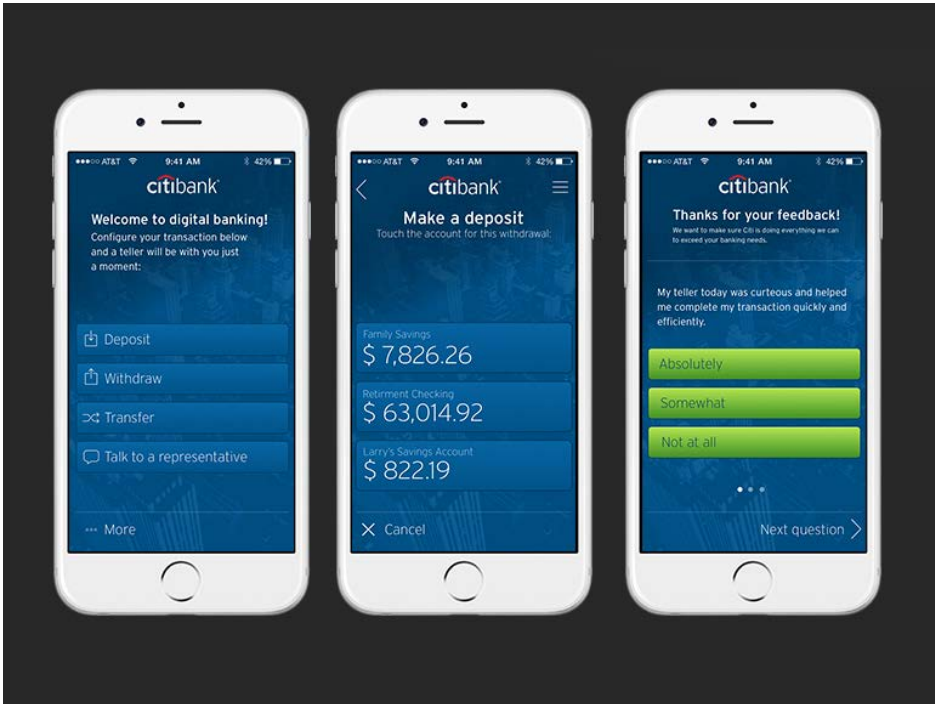 AT&T 9:41 AM 42%
citibank
Welcome to digital banking!
Configure your transaction below
and a teller will be with you just
a moment:
Deposit
Withdraw
Transfer
Talk to a representative
More
AT&T 9:41 AM 42%
citibank
Make a deposit
Touch the account for this withdrawal:
Family Savings
$ 7,826.26
Retirment Checking
$ 63,014.92
Larry's Savings Account
$ 822.19
Cancel
AT&T 9:41 AM 42%
citibank
Thanks for your feedback!
We want to make sure Citi is doing everything we can
to exceed your banking needs.
My teller today was curteous and helped
me complete my transaction quickly and
efficiently.
Absolutely
Somewhat
Not at all
Next question